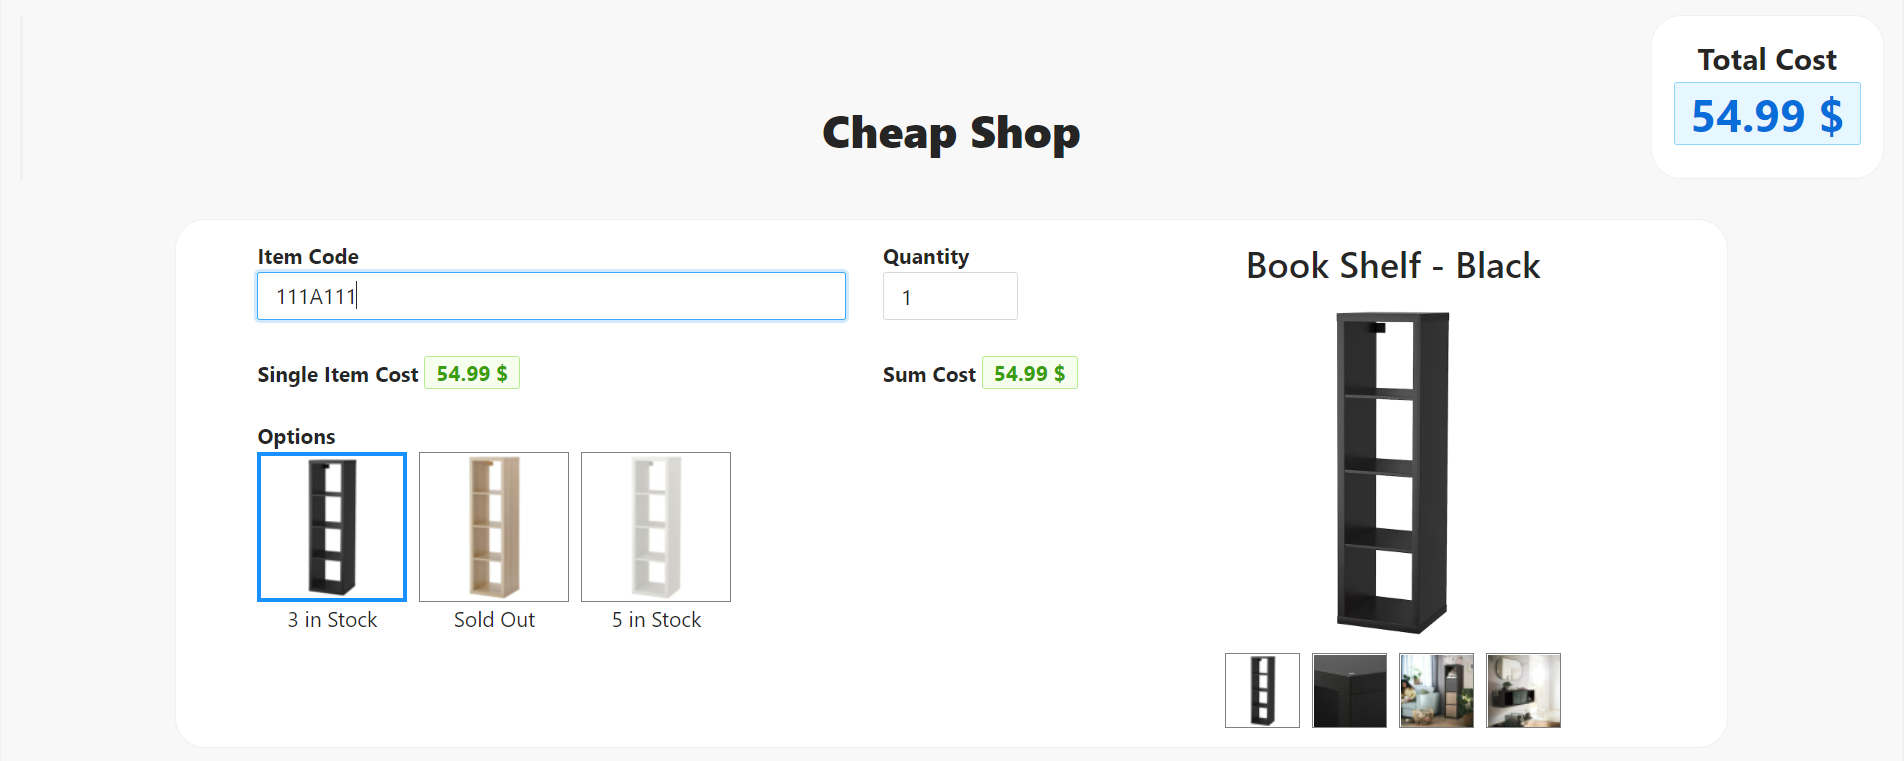 Total Cost
54.99 $
Cheap Shop
Item Code
111A111
Quantity
1
Single Item Cost 54.99 $
Sum Cost 54.99 $
Options
3 in Stock
Sold Out
5 in Stock
Book Shelf - Black